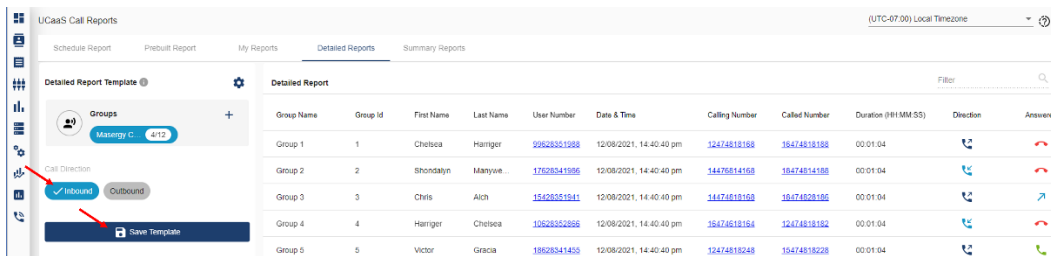 UCaaS Call Reports
(UTC-07:00) Local Timezone
Schedule Report Prebuilt Report My Reports Detailed Reports Summary Reports
Detailed Report Template
Groups
Masergy C... 4/12
Call Direction
Inbound Outbound
Save Template
Detailed Report Filter
Group Name Group Id First Name Last Name User Number Date & Time Calling Number Called Number Duration (HH:MM:SS) Direction Answere
Group 1 1 Chelsea Harriger 99628351988 12/08/2021, 14:40:40 pm 12474818168 16474818188 00:01:04
Group 2 2 Shondalyn Manywe... 17628341986 12/08/2021, 14:40:40 pm 14476814168 18474814188 00:01:04
Group 3 3 Chris Aich 15428351941 12/08/2021, 14:40:40 pm 14474818168 18474828186 00:01:04
Group 4 4 Harriger Chelsea 10628352866 12/08/2021, 14:40:40 pm 16474618164 12474818182 00:01:04
Group 5 5 Victor Gracia 18628341455 12/08/2021, 14:40:40 pm 12474818248 15474818228 00:01:04